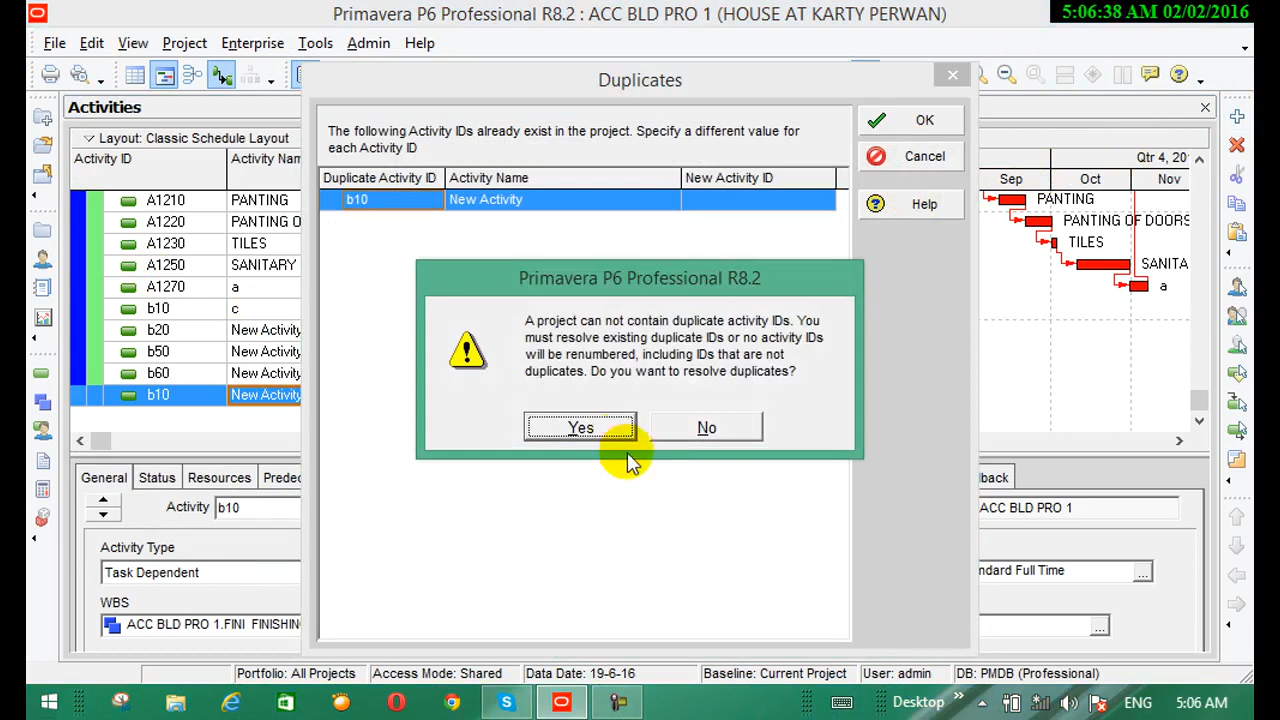 Primavera P6 Professional R8.2 : ACC BLD PRO 1 (HOUSE AT KARTY PERWAN)
5:06:38 AM 02/02/2016
File Edit View Project Enterprise Tools Admin Help
Activities
Duplicates
Layout: Classic Schedule Layout
The following Activity IDs already exist in the project. Specify a different value for
each Activity ID
OK
Cancel
Help
Activity ID Activity Nam
Duplicate Activity ID Activity Name New Activity ID
b10 New Activity
Qtr 4, 20
Sep Oct Nov
A1210 PANTING
A1220 PANTING O
A1230 TILES
A1250 SANITARY
A1270 a
b10 c
b20 New Activity
b50 New Activity
b60 New Activity
b10 New Activity
PANTING
PANTING OF DOORS
TILES
SANITA
a
Primavera P6 Professional R8.2
A project can not contain duplicate activity IDs. You
must resolve existing duplicate IDs or no activity IDs
will be renumbered, including IDs that are not
duplicates. Do you want to resolve duplicates?
Yes No
General Status Resources Predec
back
Activity b10
ACC BLD PRO 1
Activity Type
Task Dependent
ndard Full Time ...
WBS
ACC BLD PRO 1.FINI FINISHING
...
Portfolio: All Projects Access Mode: Shared Data Date: 19-6-16 Baseline: Current Project User: admin DB: PMDB (Professional)
Desktop ENG 5:06 AM